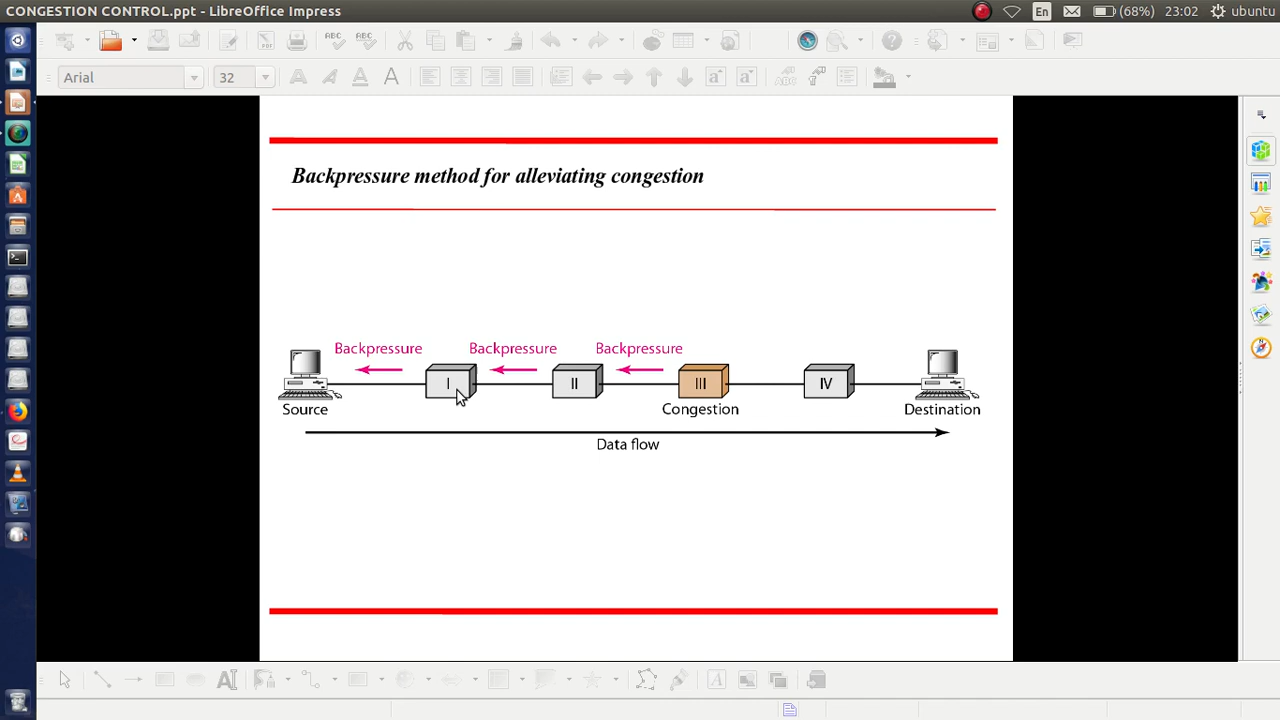 CONGESTION CONTROL.ppt - LibreOffice Impress
En (68%) 23:02 ubuntu
Arial 32
Backpressure method for alleviating congestion
Backpressure Backpressure Backpressure
I II III IV
Source Congestion Destination
Data flow